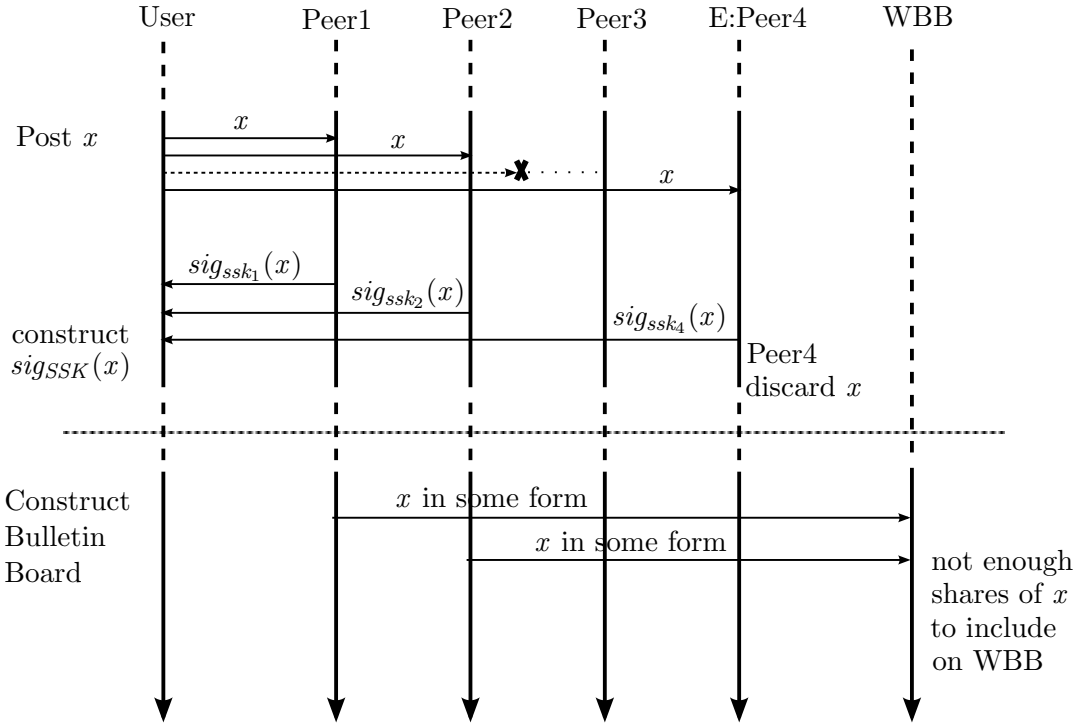 User Peer1 Peer2 Peer3 E:Peer4 WBB
Post x
x
x
x
sig_{ssk_1}(x)
sig_{ssk_2}(x)
sig_{ssk_4}(x)
construct
sig_{SSK}(x)
Peer4
discard x
Construct
Bulletin
Board
x in some form
x in some form
not enough
shares of x
to include
on WBB